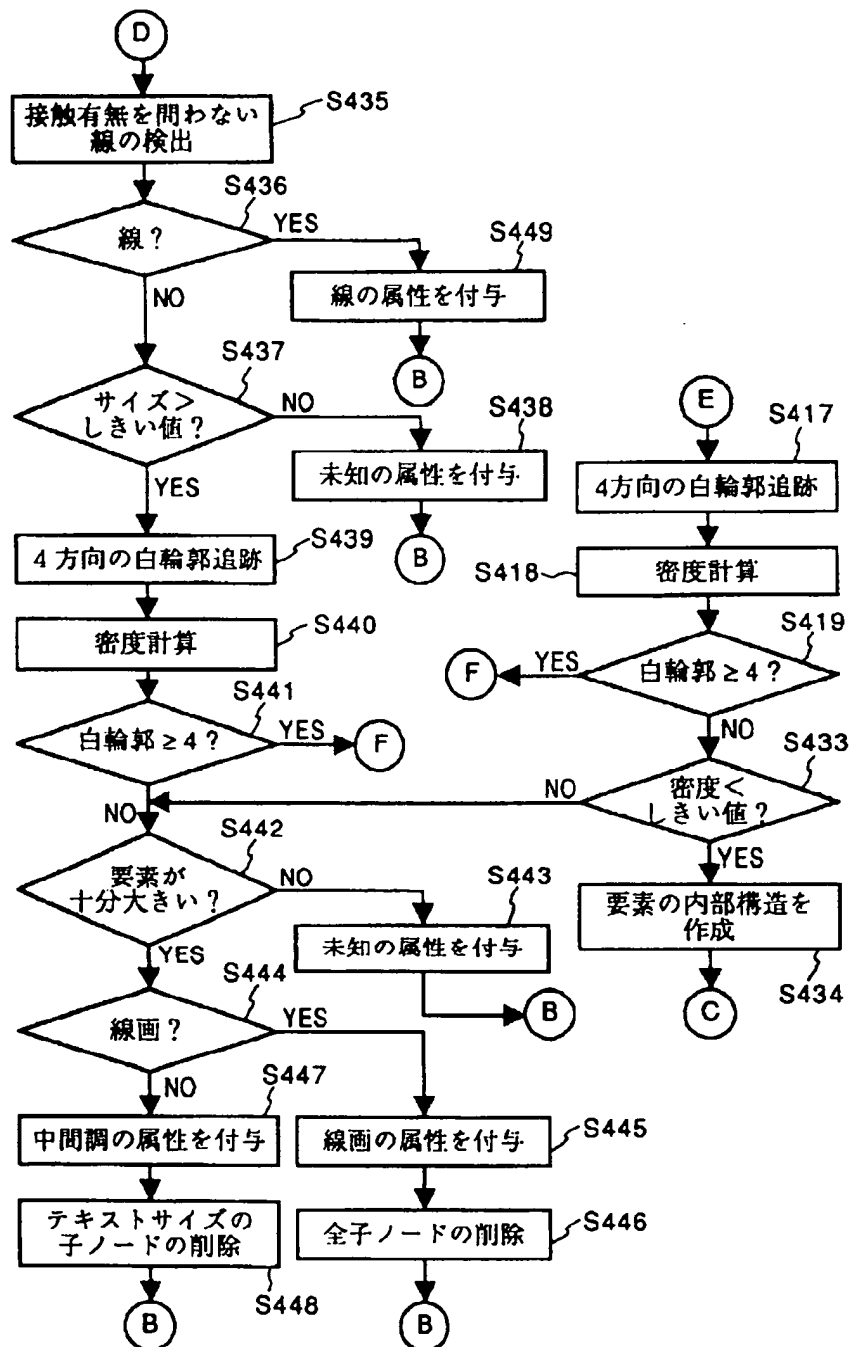 D
接触有無を問わない
線の検出
S435
S436
線?
YES
NO
S449
線の属性を付与
B
S437
サイズ>
しきい値?
NO
YES
S438
未知の属性を付与
B
4方向の白輪郭追跡
S439
密度計算
S440
S441
白輪郭≥4?
YES
F
NO
S442
要素が
十分大きい?
NO
YES
S443
未知の属性を付与
B
S444
線画?
YES
NO
S447
中間調の属性を付与
テキストサイズの
子ノードの削除
S448
B
線画の属性を付与
S445
全子ノードの削除
S446
B
E
S417
4方向の白輪郭追跡
S418
密度計算
S419
白輪郭≥4?
YES
F
NO
S433
密度<
しきい値?
NO
YES
要素の内部構造を
作成
S434
C